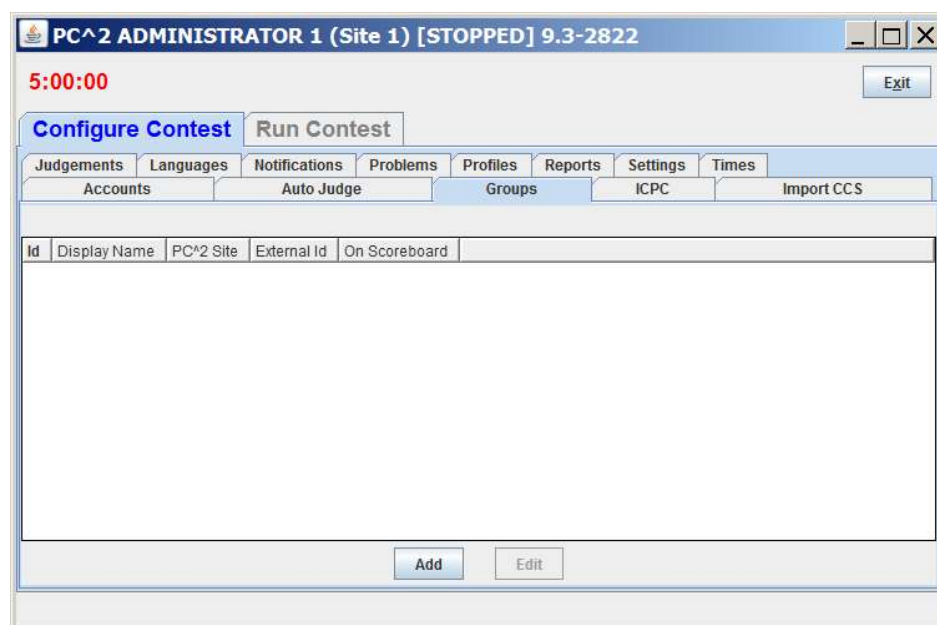 PC^2 ADMINISTRATOR 1 (Site 1) [STOPPED] 9.3-2822
5:00:00 Exit
Configure Contest Run Contest
Judgements Languages Notifications Problems Profiles Reports Settings Times
Accounts Auto Judge Groups ICPC Import CCS
Id Display Name PC^2 Site External Id On Scoreboard
Add Edit